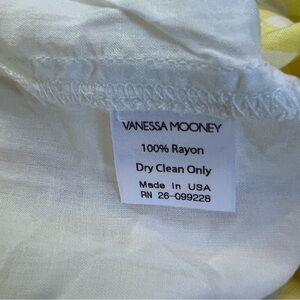 VANESSA MOONEY
100% Rayon
Dry Clean Only
Made In USA
RN 26-099228